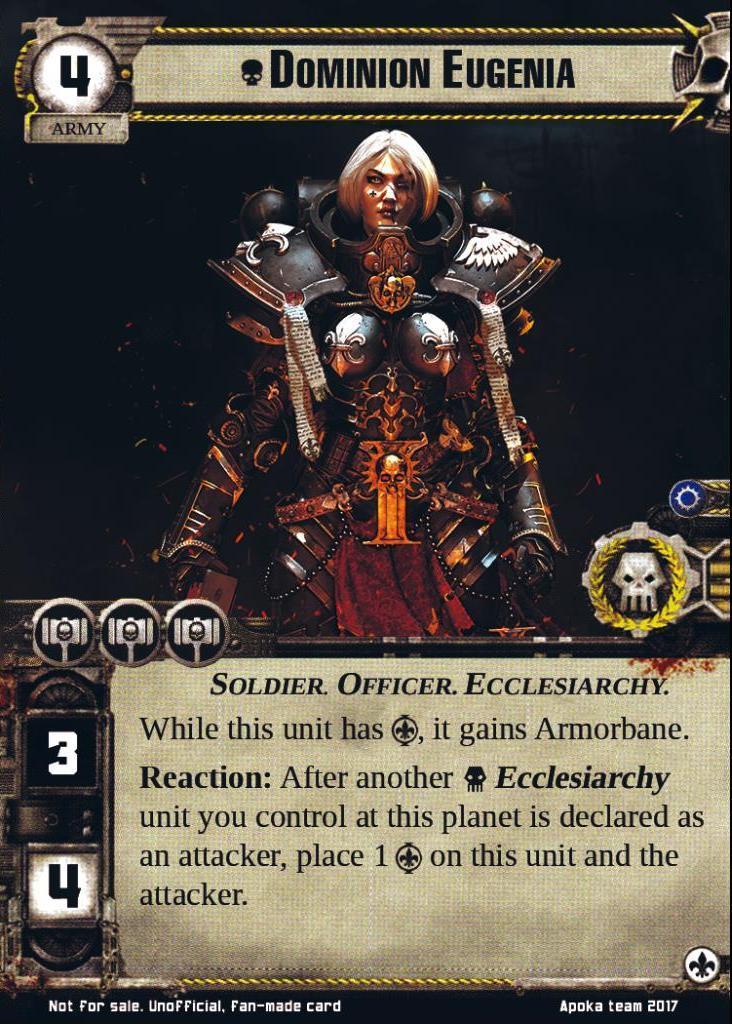 4
DOMINION EUGENIA
ARMY
SOLDIER. OFFICER. ECCLESIARCHY.
While this unit has , it gains Armorbane.
3
Reaction: After another Ecclesiarchy
unit you control at this planet is declared as
an attacker, place 1 on this unit and the
attacker.
4
Not for sale. Unofficial, Fan-made card
Apoka team 2017